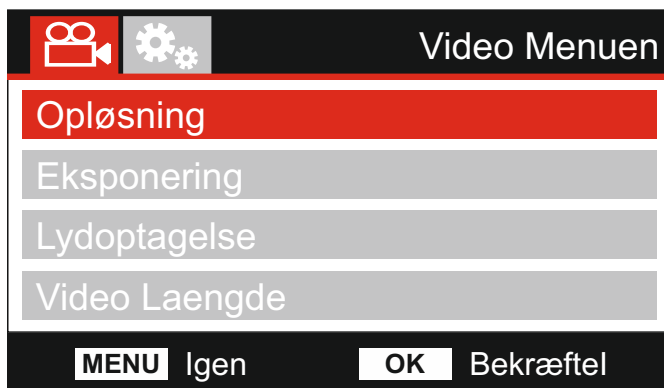 Video Menuen
Opløsning
Eksponering
Lydoptagelse
Video Laengde
MENU Igen OK Bekræftel